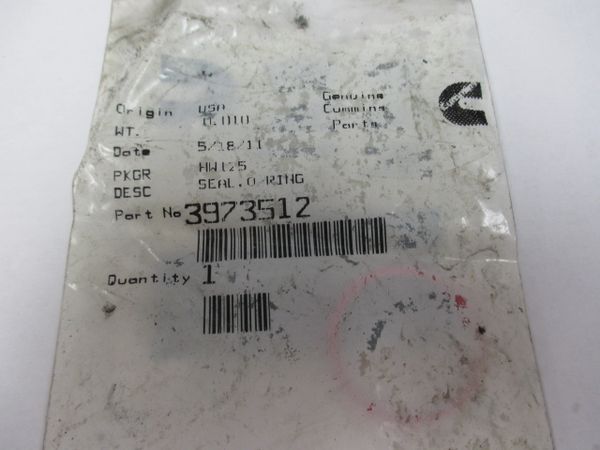 Origin USA
WT. 0.010
Date 5/18/11
PKGR HW125
DESC SEAL,O RING
Part No 3973512
Quantity 1
Genuine
Cummins
Parts